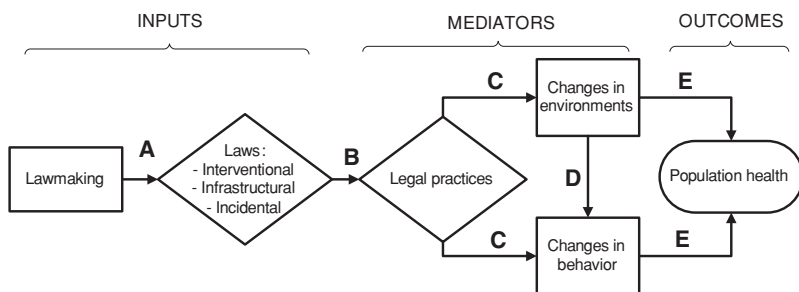 INPUTS
MEDIATORS
OUTCOMES
A
Lawmaking
Laws:
- Interventional
- Infrastructural
- Incidental
B
Legal practices
C
C
Changes in
environments
D
Changes in
behavior
E
E
Population health